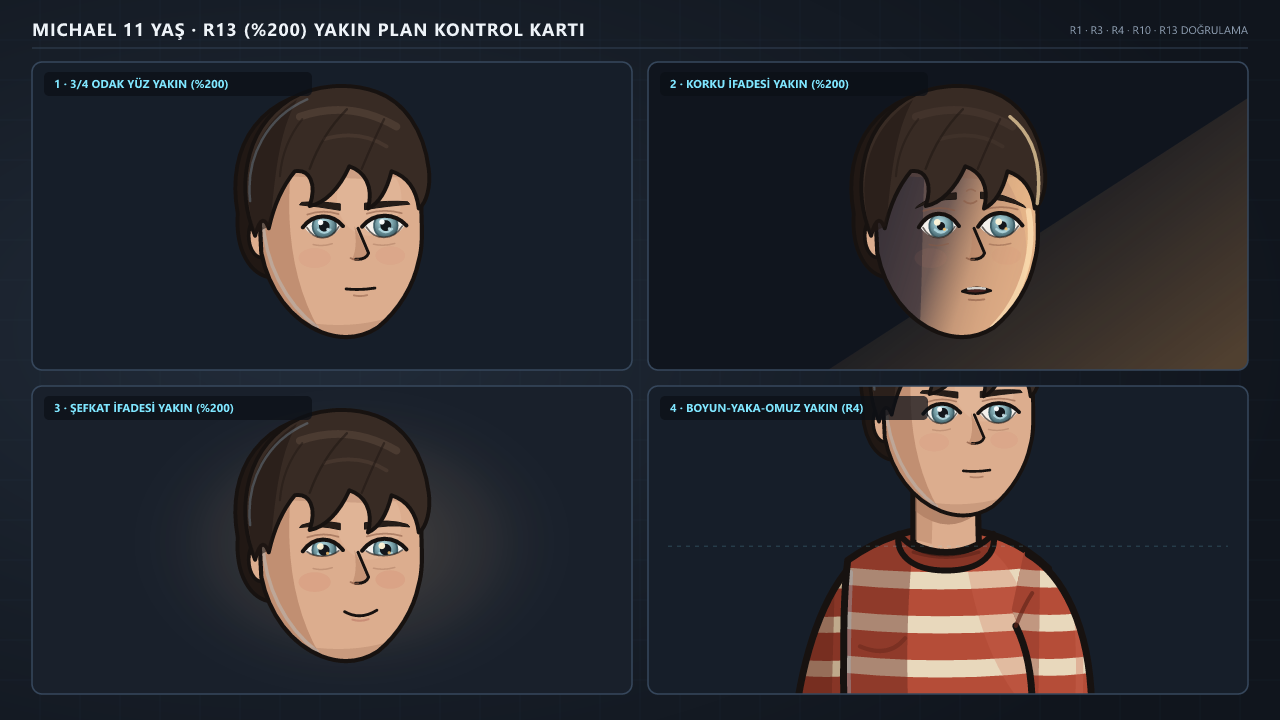 MICHAEL 11 YAŞ · R13 (%200) YAKIN PLAN KONTROL KARTI
R1 · R3 · R4 · R10 · R13 DOĞRULAMA
1 · 3/4 ODAK YÜZ YAKIN (%200)
2 · KORKU İFADESİ YAKIN (%200)
3 · ŞEFKAT İFADESİ YAKIN (%200)
4 · BOYUN-YAKA-OMUZ YAKIN (R4)